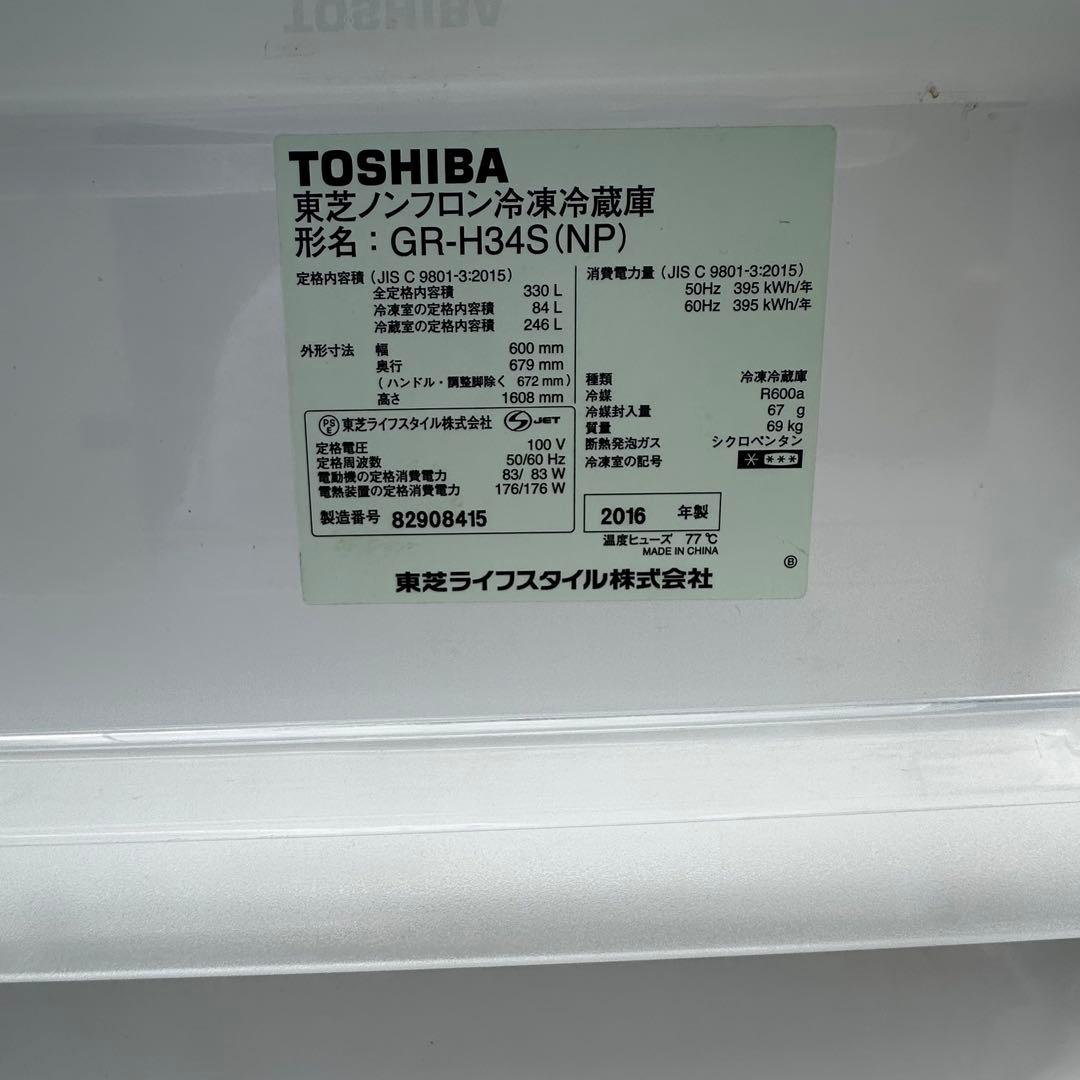 TOSHIBA
TOSHIBA
東芝ノンフロン冷凍冷蔵庫
形名：GR-H34S(NP)
定格内容積（JIS C 9801-3:2015）
全定格内容積 330 L
冷凍室の定格内容積 84 L
冷蔵室の定格内容積 246 L
外形寸法 幅 600 mm
奥行 679 mm
(ハンドル・調整脚除く 672 mm)
高さ 1608 mm
PSE 東芝ライフスタイル株式会社 S JET
定格電圧 100 V
定格周波数 50/60 Hz
電動機の定格消費電力 83/ 83 W
電熱装置の定格消費電力 176/176 W
製造番号 82908415
消費電力量（JIS C 9801-3:2015）
50Hz 395 kWh/年
60Hz 395 kWh/年
種類 冷凍冷蔵庫
冷媒 R600a
冷媒封入量 67 g
質量 69 kg
断熱発泡ガス シクロペンタン
冷凍室の記号 * ***
2016 年製
温度ヒューズ 77 ℃
MADE IN CHINA
Ⓑ
東芝ライフスタイル株式会社